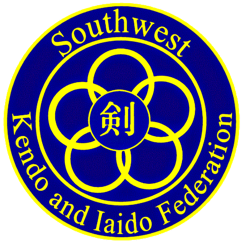 Southwest
剣
Kendo and Iaido Federation